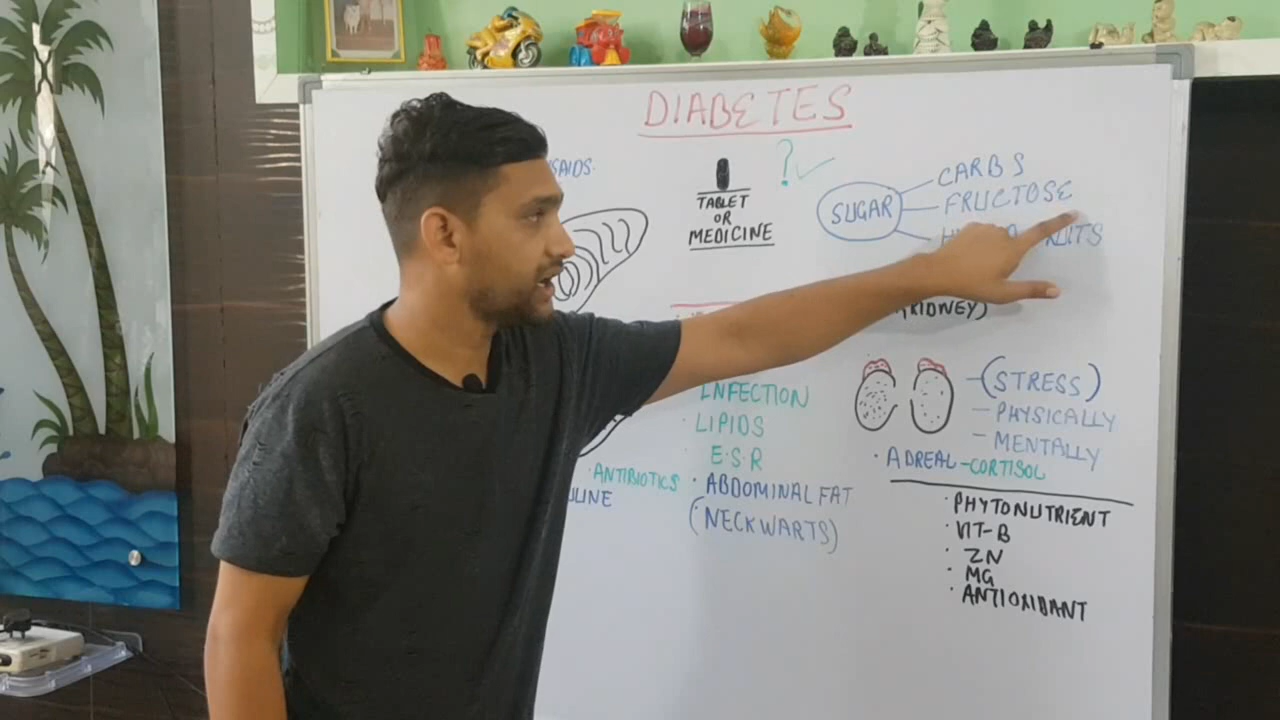 DIABETES
TABLET
OR
MEDICINE
?
SUGAR
CARBS
FRUCTOSE
(KIDNEY)
INFECTION
LIPIDS
E.S.R
ANTIBIOTICS
ABDOMINAL FAT
(NECKWARTS)
(STRESS)
- PHYSICALLY
- MENTALLY
ADREAL-CORTISOL
PHYTONUTRIENT
VIT-B
ZN
MG
ANTIOXIDANT